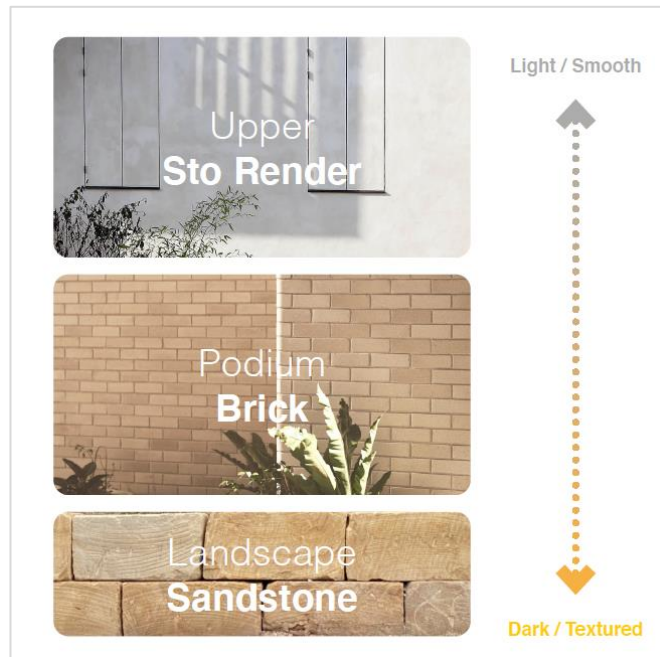 Light / Smooth
Upper
Sto Render
Podium
Brick
Landscape
Sandstone
Dark / Textured